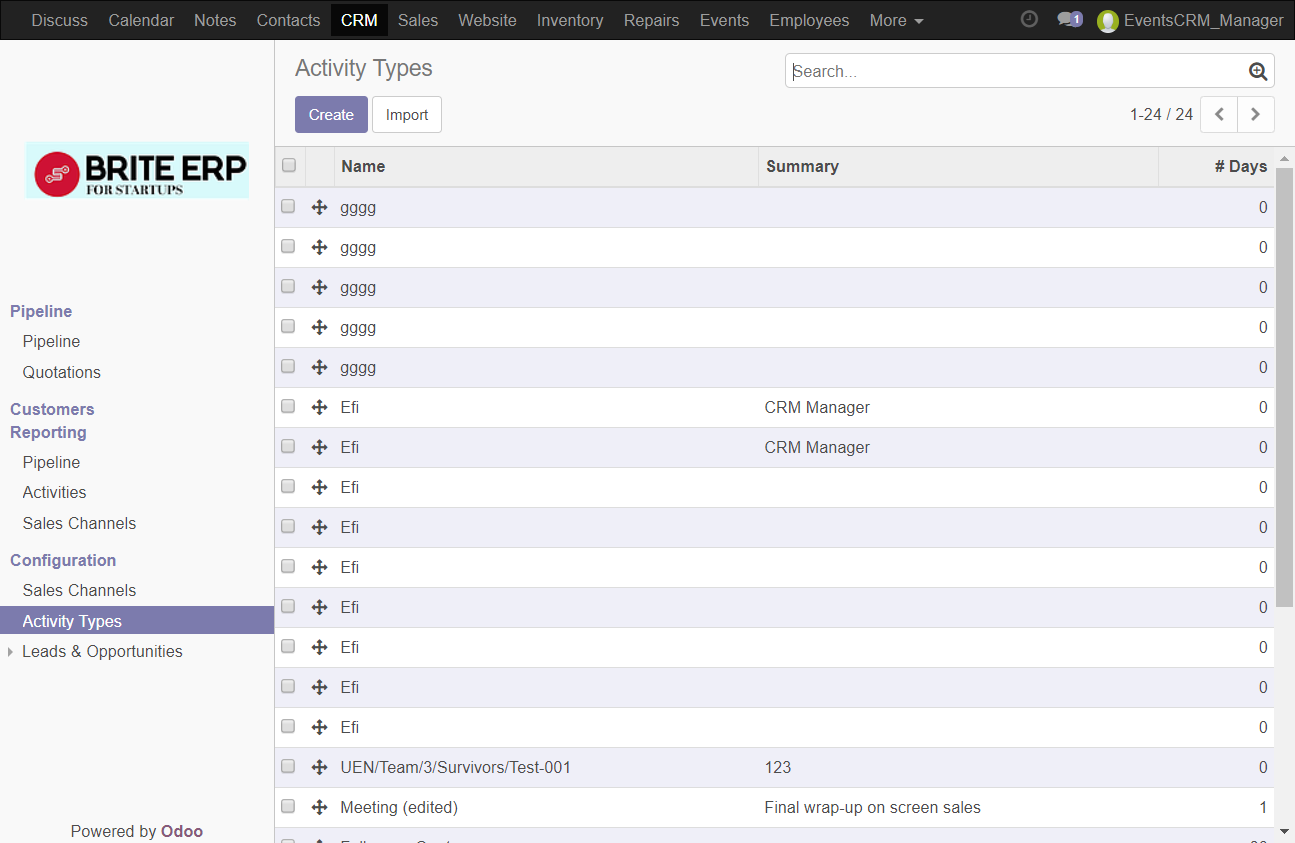 Discuss Calendar Notes Contacts CRM Sales Website Inventory Repairs Events Employees More 1 EventsCRM_Manager
Activity Types
Search...
Create Import
1-24 / 24
BRITE ERP
FOR STARTUPS
Pipeline
Pipeline
Quotations
Customers
Reporting
Pipeline
Activities
Sales Channels
Configuration
Sales Channels
Activity Types
Leads & Opportunities
Powered by Odoo
Name Summary # Days
gggg 0
gggg 0
gggg 0
gggg 0
gggg 0
Efi CRM Manager 0
Efi CRM Manager 0
Efi 0
Efi 0
Efi 0
Efi 0
Efi 0
Efi 0
Efi 0
UEN/Team/3/Survivors/Test-001 123 0
Meeting (edited) Final wrap-up on screen sales 1